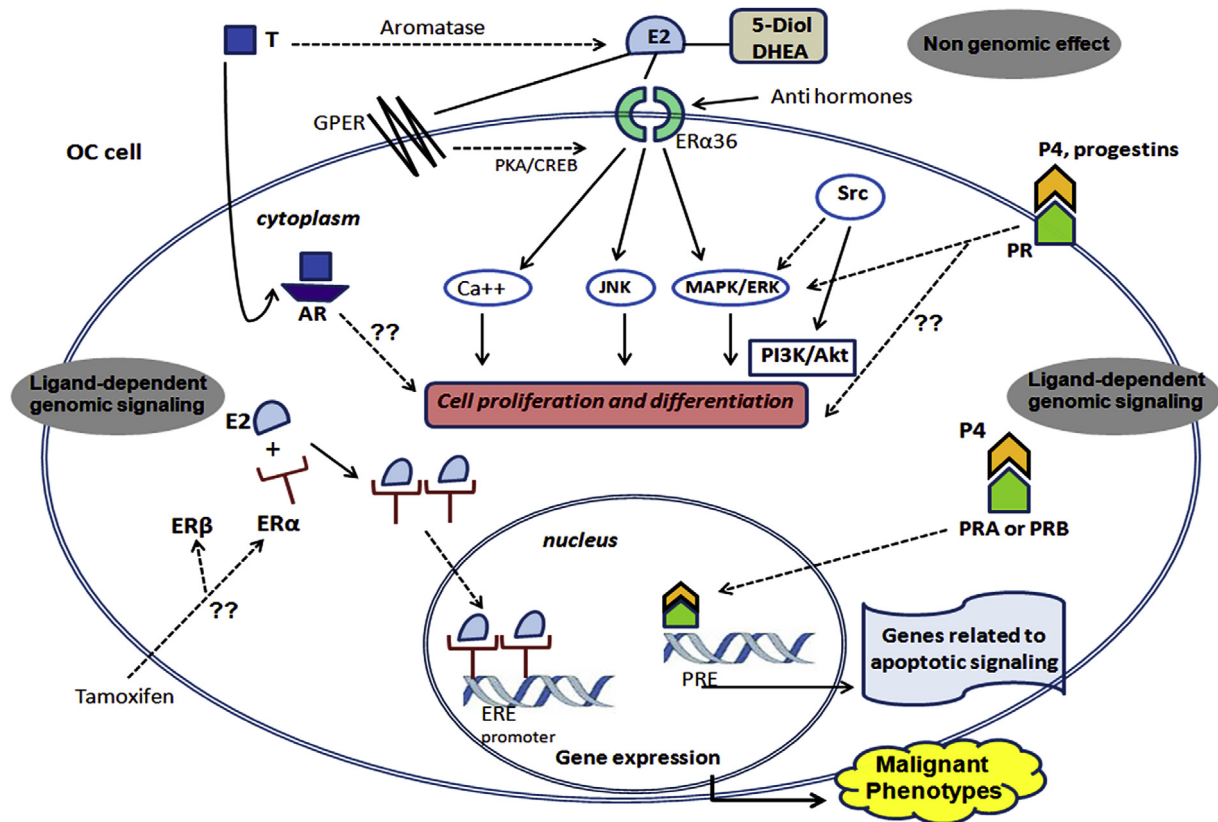 T
Aromatase
E2
5-Diol
DHEA
Non genomic effect
GPER
Anti hormones
ERα36
OC cell
PKA/CREB
P4, progestins
cytoplasm
Src
PR
Ca++
JNK
MAPK/ERK
AR
??
??
PI3K/Akt
Ligand-dependent
genomic signaling
Cell proliferation and differentiation
Ligand-dependent
genomic signaling
E2
+
P4
ERβ
ERα
PRA or PRB
nucleus
??
Tamoxifen
Genes related to
apoptotic signaling
PRE
ERE
promoter
Gene expression
Malignant
Phenotypes